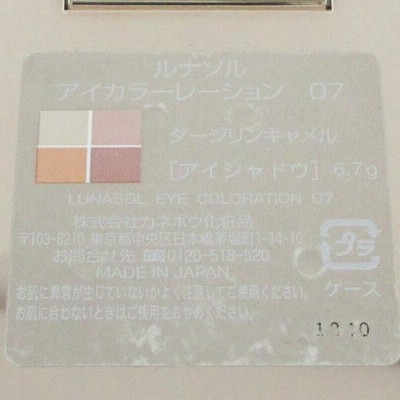 ルナソル
アイカラーレーション 07
ダージリンキャメル
[アイシャドウ] 6.7g
LUNASOL EYE COLORATION 07
株式会社カネボウ化粧品
〒103-8210 東京都中央区日本橋茅場町1-14-10
お問合せ先 0120-518-520
MADE IN JAPAN
プラ
お肌に異常が生じていないかよく注意してご使用ください。
ケース
お肌に合わないときはご使用をおやめください。
1240